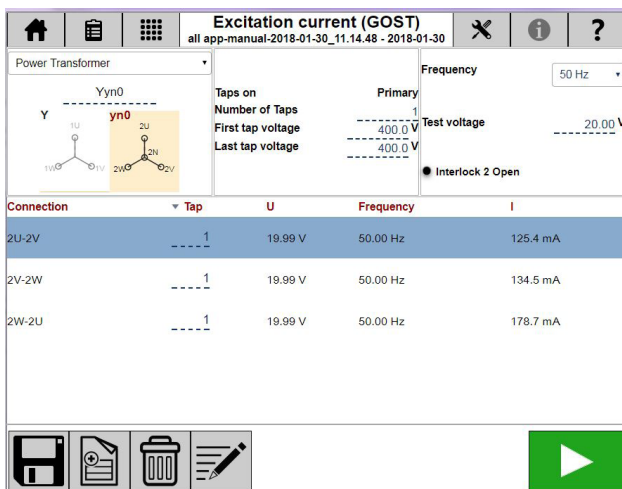 Excitation current (GOST)
all app-manual-2018-01-30_11.14.48 - 2018-01-30
?
Power Transformer
Yyn0
Y
yn0
1U
1W
1V
2U
2N
2W
2V
Taps on Primary
Number of Taps 1
First tap voltage 400.0 V
Last tap voltage 400.0 V
Frequency 50 Hz
Test voltage 20.00 V
Interlock 2 Open
Connection Tap U Frequency I
2U-2V 1 19.99 V 50.00 Hz 125.4 mA
2V-2W 1 19.99 V 50.00 Hz 134.5 mA
2W-2U 1 19.99 V 50.00 Hz 178.7 mA